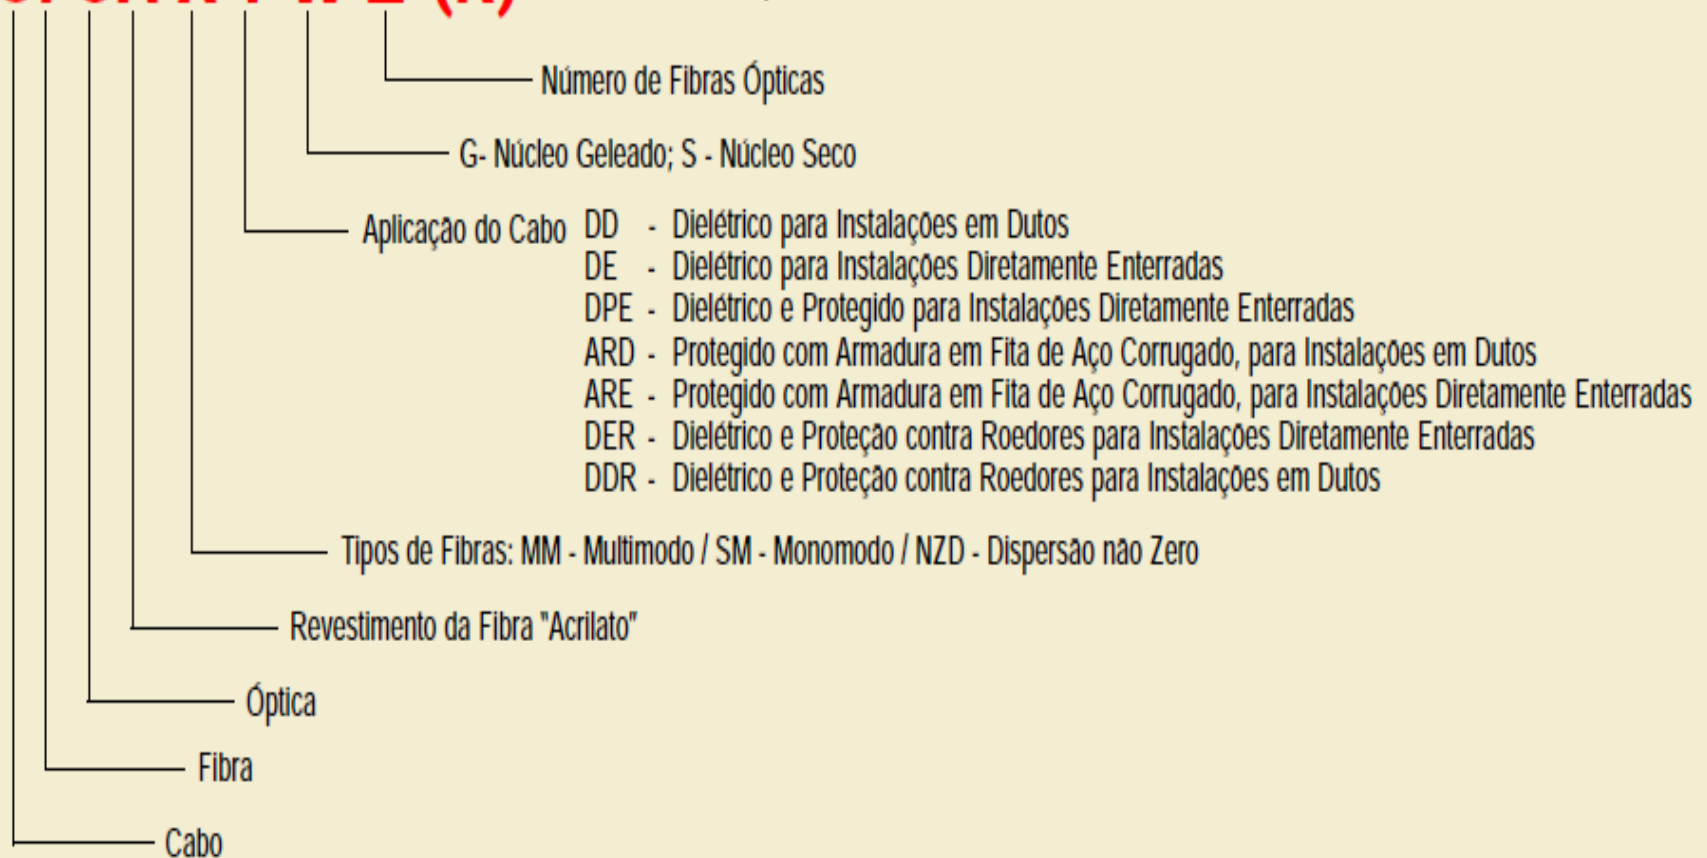 Número de Fibras Ópticas
G- Núcleo Geleado; S - Núcleo Seco
Aplicação do Cabo DD - Dielétrico para Instalações em Dutos
DE - Dielétrico para Instalações Diretamente Enterradas
DPE - Dielétrico e Protegido para Instalações Diretamente Enterradas
ARD - Protegido com Armadura em Fita de Aço Corrugado, para Instalações em Dutos
ARE - Protegido com Armadura em Fita de Aço Corrugado, para Instalações Diretamente Enterradas
DER - Dielétrico e Proteção contra Roedores para Instalações Diretamente Enterradas
DDR - Dielétrico e Proteção contra Roedores para Instalações em Dutos
Tipos de Fibras: MM - Multimodo / SM - Monomodo / NZD - Dispersão não Zero
Revestimento da Fibra "Acrilato"
Óptica
Fibra
Cabo